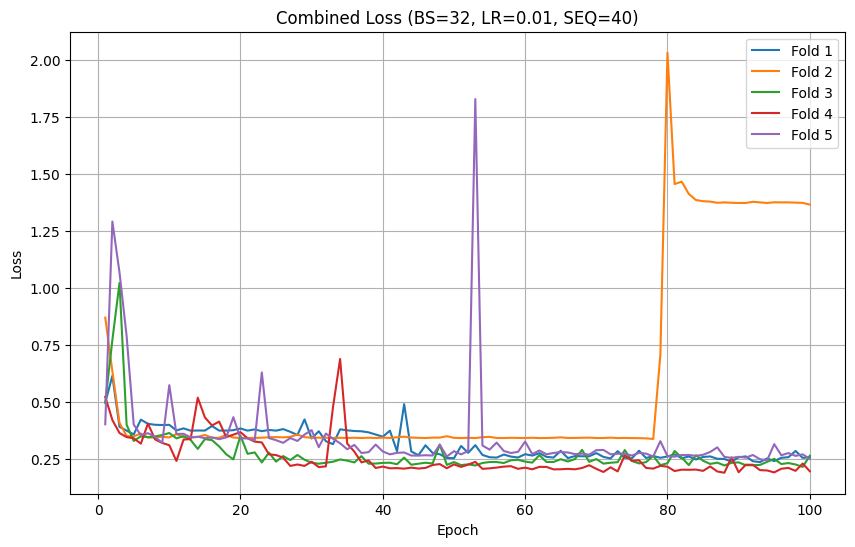 Combined Loss (BS=32, LR=0.01, SEQ=40)
Fold 1
Fold 2
Fold 3
Fold 4
Fold 5
Loss
2.00
1.75
1.50
1.25
1.00
0.75
0.50
0.25
0
20
40
60
80
100
Epoch